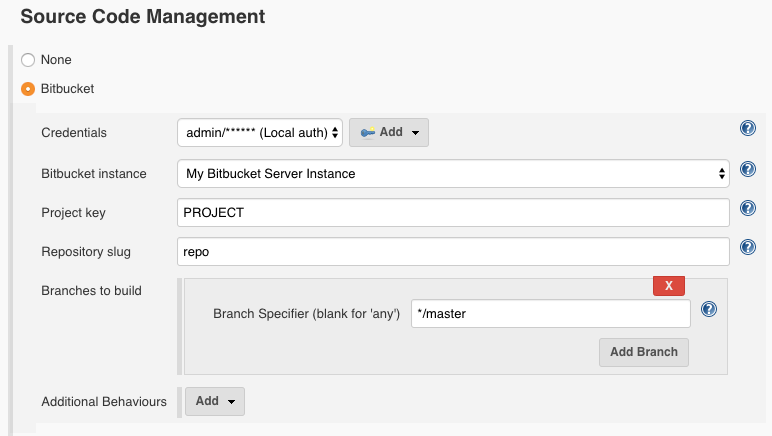 Source Code Management
None
Bitbucket
Credentials admin/****** (Local auth) Add ?
Bitbucket instance My Bitbucket Server Instance ?
Project key PROJECT ?
Repository slug repo ?
Branches to build X
Branch Specifier (blank for 'any') */master ?
Add Branch
Additional Behaviours Add